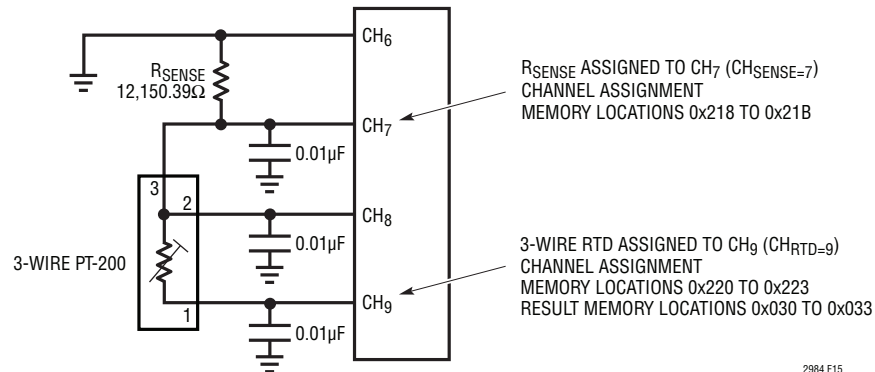 CH6
RSENSE
12,150.39Ω
CH7
0.01µF
3
2
CH8
0.01µF
3-WIRE PT-200
1
CH9
0.01µF
RSENSE ASSIGNED TO CH7 (CHSENSE=7)
CHANNEL ASSIGNMENT
MEMORY LOCATIONS 0x218 TO 0x21B
3-WIRE RTD ASSIGNED TO CH9 (CHRTD=9)
CHANNEL ASSIGNMENT
MEMORY LOCATIONS 0x220 TO 0x223
RESULT MEMORY LOCATIONS 0x030 TO 0x033
2984 F15